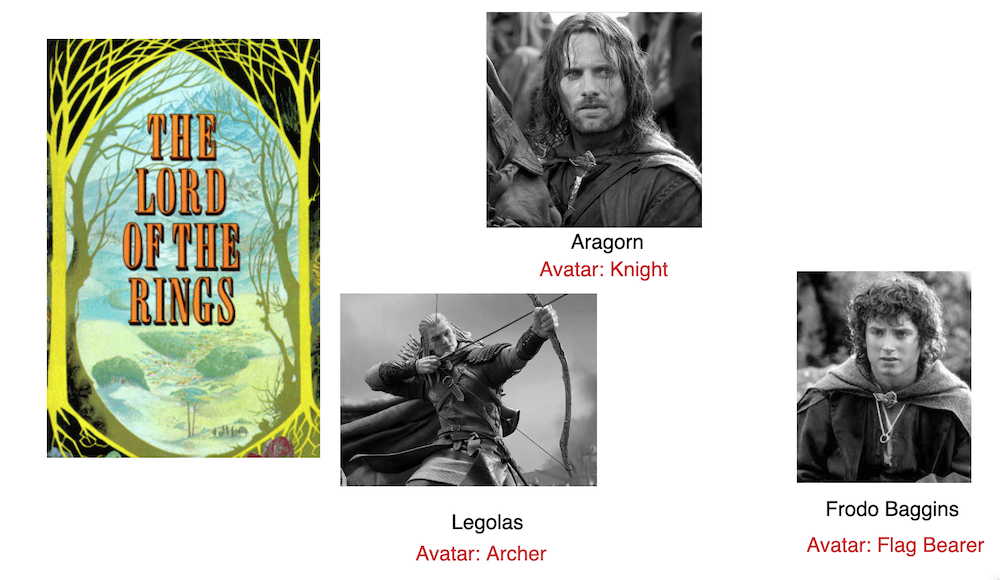 THE
LORD
OF THE
RINGS
Aragorn
Avatar: Knight
Legolas
Avatar: Archer
Frodo Baggins
Avatar: Flag Bearer